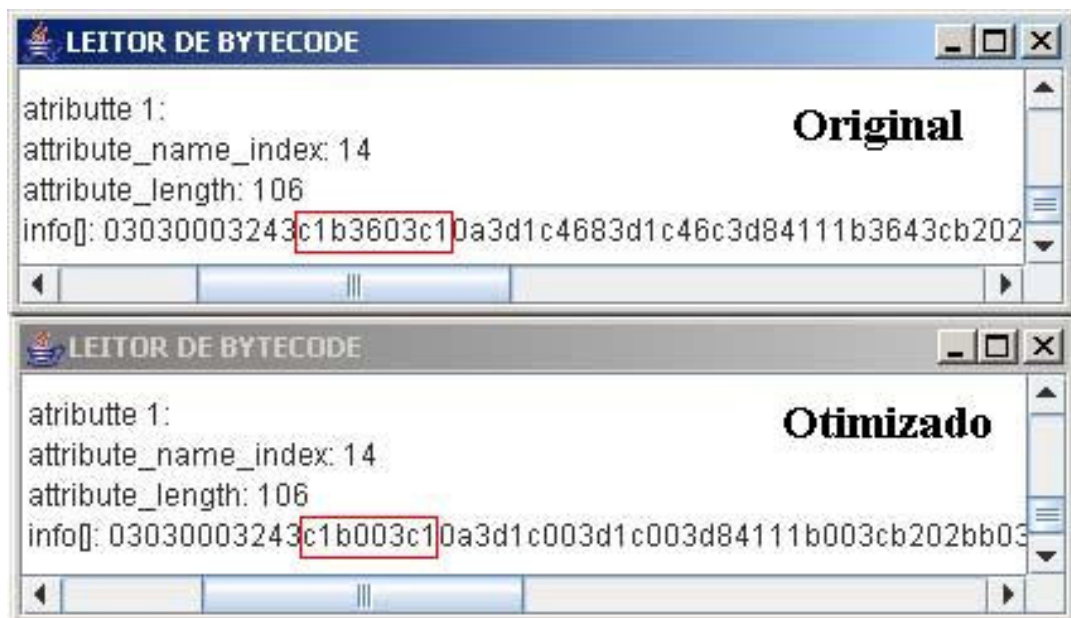 LEITOR DE BYTECODE
atributte 1:
Original
attribute_name_index: 14
attribute_length: 106
info[]: 03030003243c1b3603c10a3d1c4683d1c46c3d84111b3643cb202
LEITOR DE BYTECODE
atributte 1:
Otimizado
attribute_name_index: 14
attribute_length: 106
info[]: 03030003243c1b003c10a3d1c003d1c003d84111b003cb202bb03